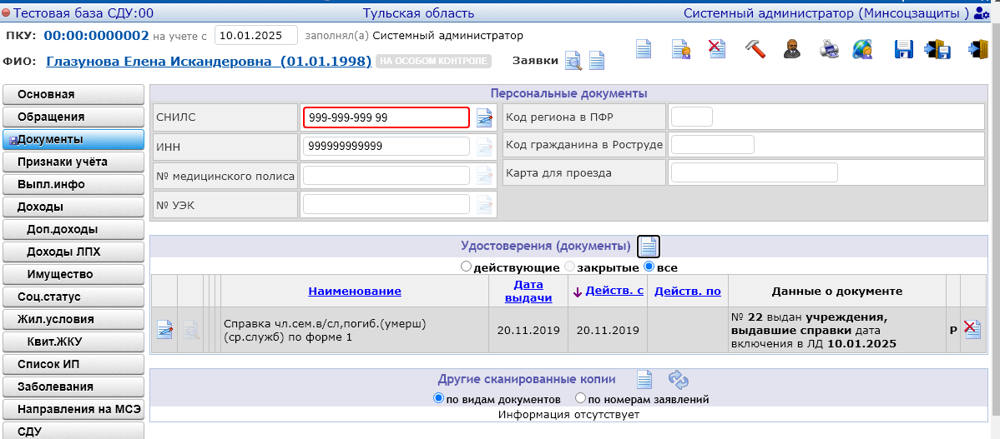 Тестовая база СДУ:00 Тульская область Системный администратор (Минсоцзащиты )
ПКУ: 00:00:0000002 на учете с 10.01.2025 заполнял(а) Системный администратор
ФИО: Глазунова Елена Искандеровна (01.01.1998) НА ОСОБОМ КОНТРОЛЕ Заявки
Основная
Обращения
Документы
Признаки учёта
Выпл.инфо
Доходы
Доп.доходы
Доходы ЛПХ
Имущество
Соц.статус
Жил.условия
Квит.ЖКУ
Список ИП
Заболевания
Направления на МСЭ
СДУ
Персональные документы
СНИЛС 999-999-999 99
ИНН 999999999999
№ медицинского полиса
№ УЭК
Код региона в ПФР
Код гражданина в Роструде
Карта для проезда
Удостоверения (документы)
действующие закрытые все
Наименование Дата выдачи Действ. с Действ. по Данные о документе
Справка чл.сем.в/сл,погиб.(умерш)
(ср.служб) по форме 1
20.11.2019 20.11.2019
№ 22 выдан учреждения,
выдавшие справки дата
включения в ЛД 10.01.2025
Р
Другие сканированные копии
по видам документов по номерам заявлений
Информация отсутствует